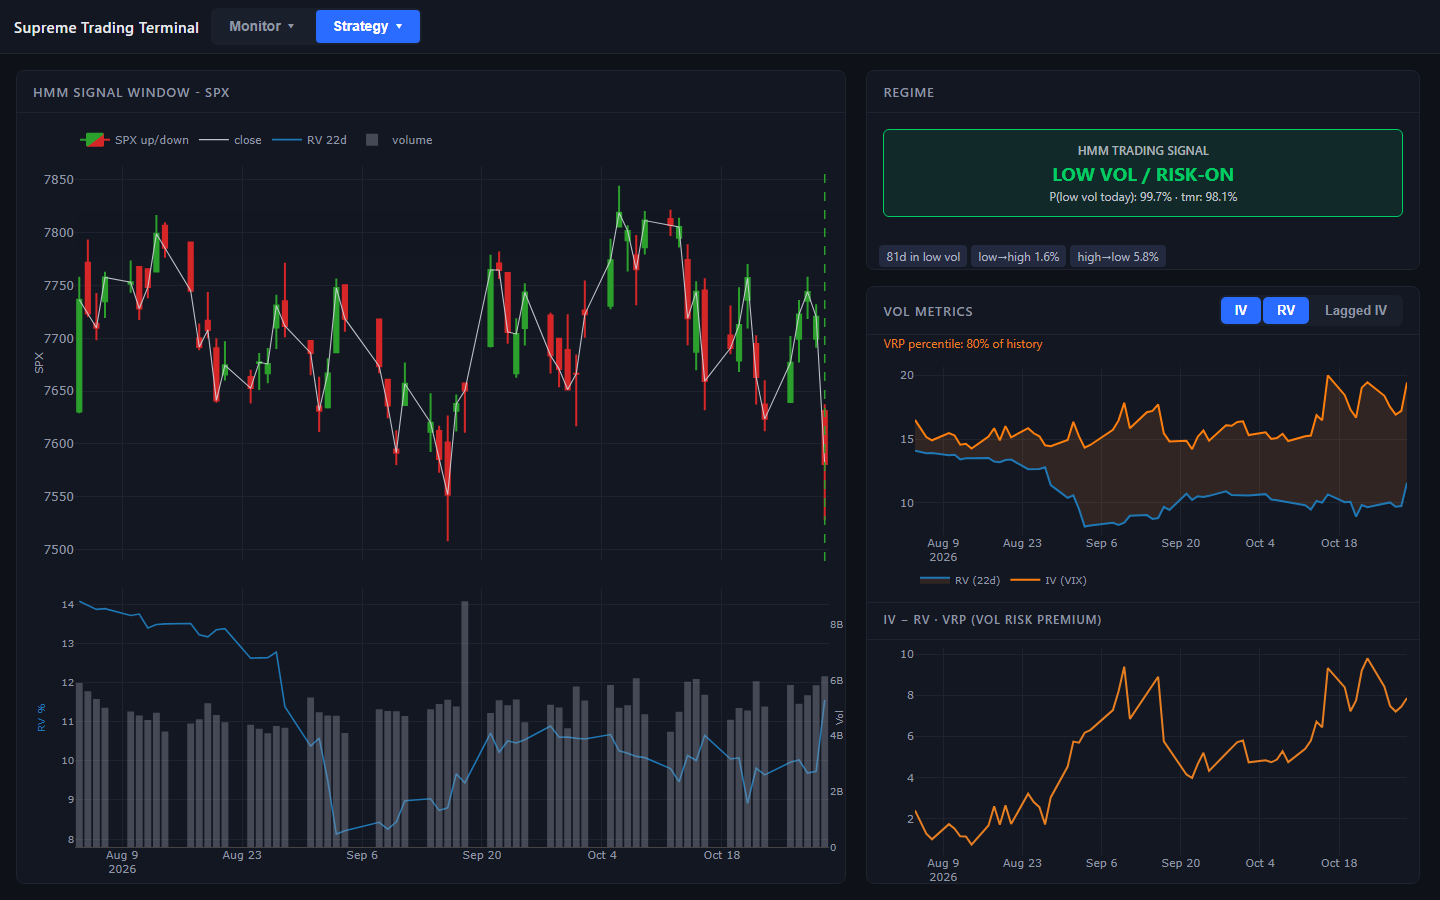 Supreme Trading Terminal
Monitor ▾
Strategy ▾
HMM SIGNAL WINDOW - SPX
SPX up/down
close
RV 22d
volume
7850
7800
7750
7700
7650
7600
7550
7500
SPX
14
13
12
11
10
9
8
RV %
8B
6B
4B
2B
0
Vol
Aug 9
2026
Aug 23
Sep 6
Sep 20
Oct 4
Oct 18
REGIME
HMM TRADING SIGNAL
LOW VOL / RISK-ON
P(low vol today): 99.7% · tmr: 98.1%
81d in low vol
low→high 1.6%
high→low 5.8%
VOL METRICS
IV
RV
Lagged IV
VRP percentile: 80% of history
20
15
10
Aug 9
2026
Aug 23
Sep 6
Sep 20
Oct 4
Oct 18
RV (22d)
IV (VIX)
IV − RV · VRP (VOL RISK PREMIUM)
10
8
6
4
2
Aug 9
2026
Aug 23
Sep 6
Sep 20
Oct 4
Oct 18